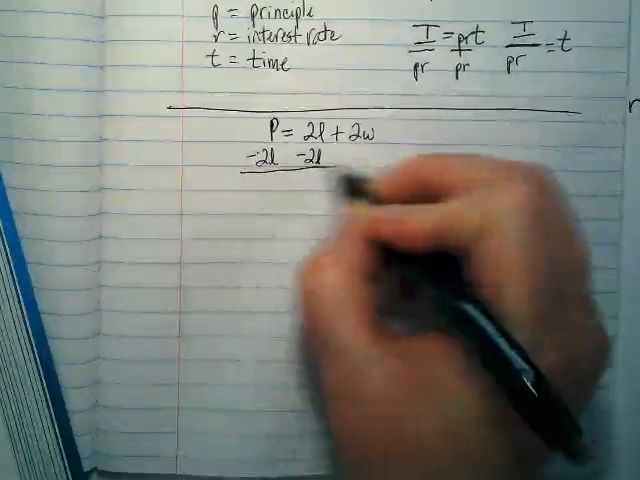 p = principle
r = interest rate
t = time
I = prt
pr pr
I = t
pr
P = 2l + 2w
-2l -2l
r